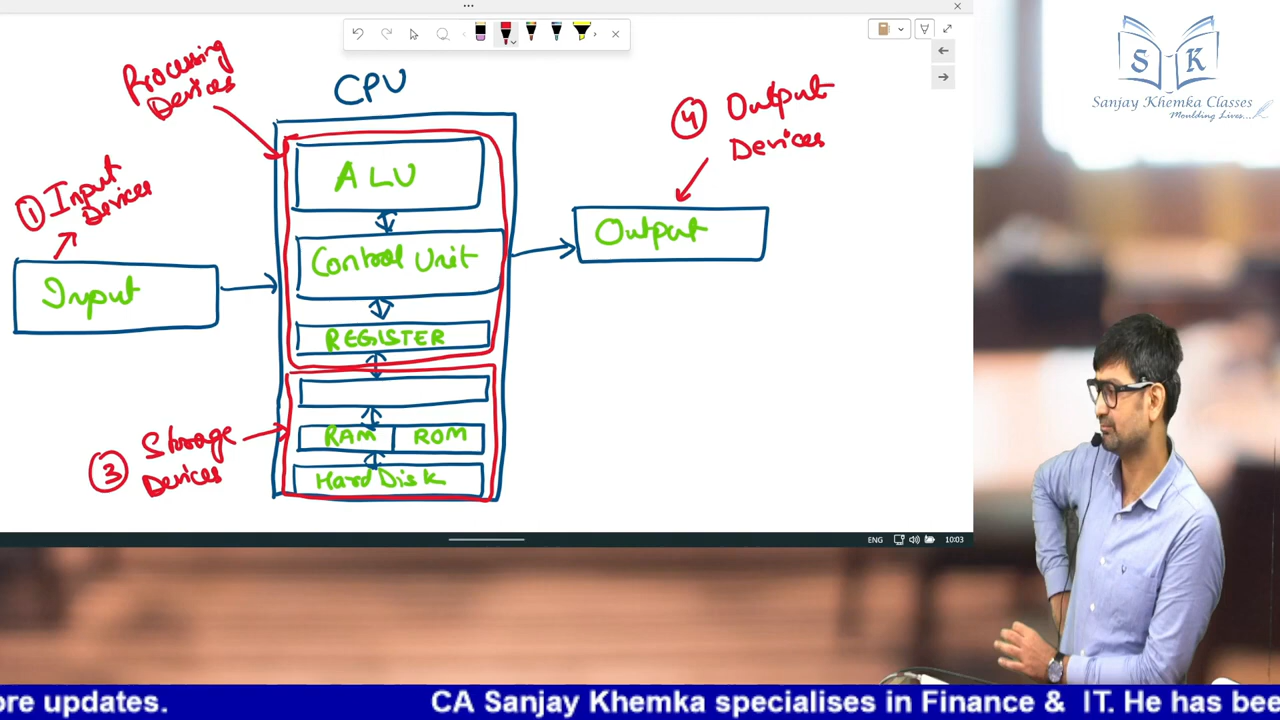 Processing
Devices
CPU
① Input
Devices
Input
ALU
Control Unit
REGISTER
RAM ROM
Hard Disk
③ Storage
Devices
④ Output
Devices
Output
S K
Sanjay Khemka Classes
Moulding Lives...
ENG 10:03
ore updates. CA Sanjay Khemka specialises in Finance & IT. He has bee